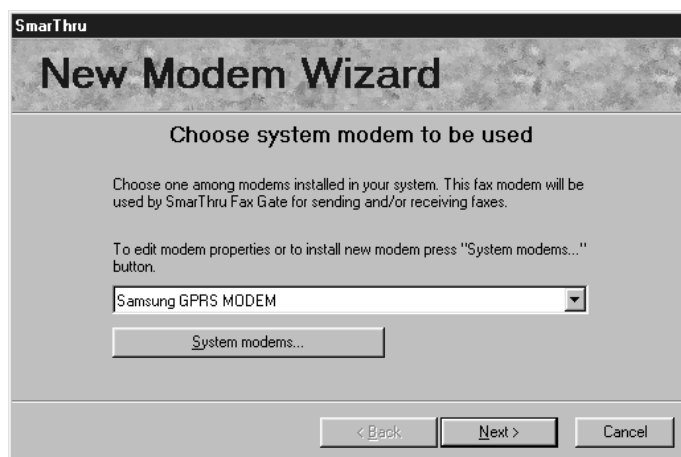 SmarThru
New Modem Wizard
Choose system modem to be used
Choose one among modems installed in your system. This fax modem will be
used by SmarThru Fax Gate for sending and/or receiving faxes.
To edit modem properties or to install new modem press "System modems..."
button.
Samsung GPRS MODEM
System modems...
< Back
Next >
Cancel